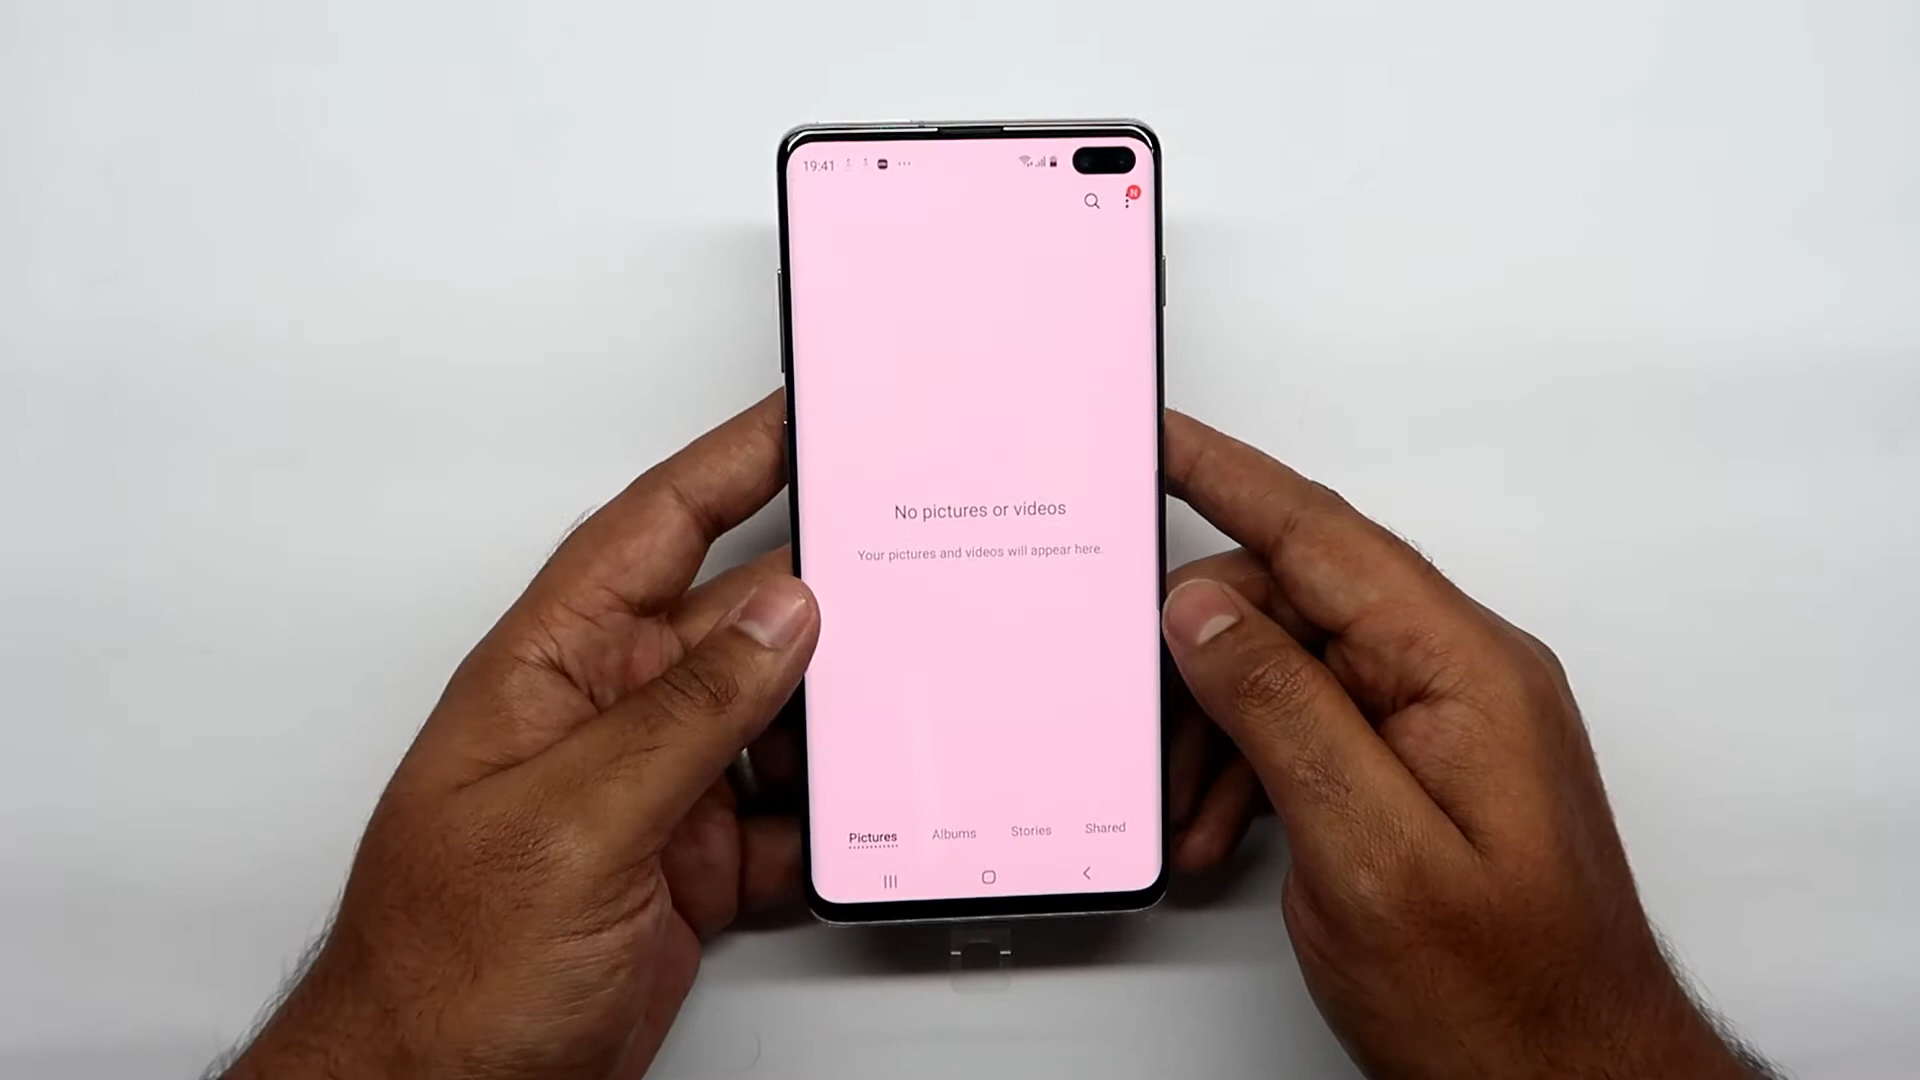 19:41
N
No pictures or videos
Your pictures and videos will appear here.
Pictures Albums Stories Shared